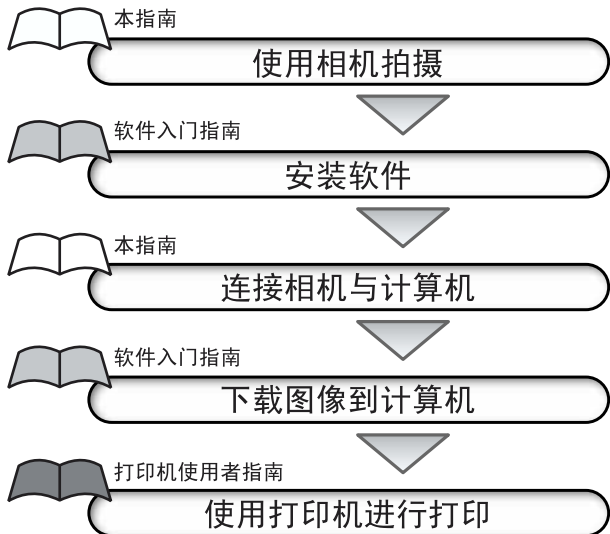 本指南
使用相机拍摄
软件入门指南
安装软件
本指南
连接相机与计算机
软件入门指南
下载图像到计算机
打印机使用者指南
使用打印机进行打印